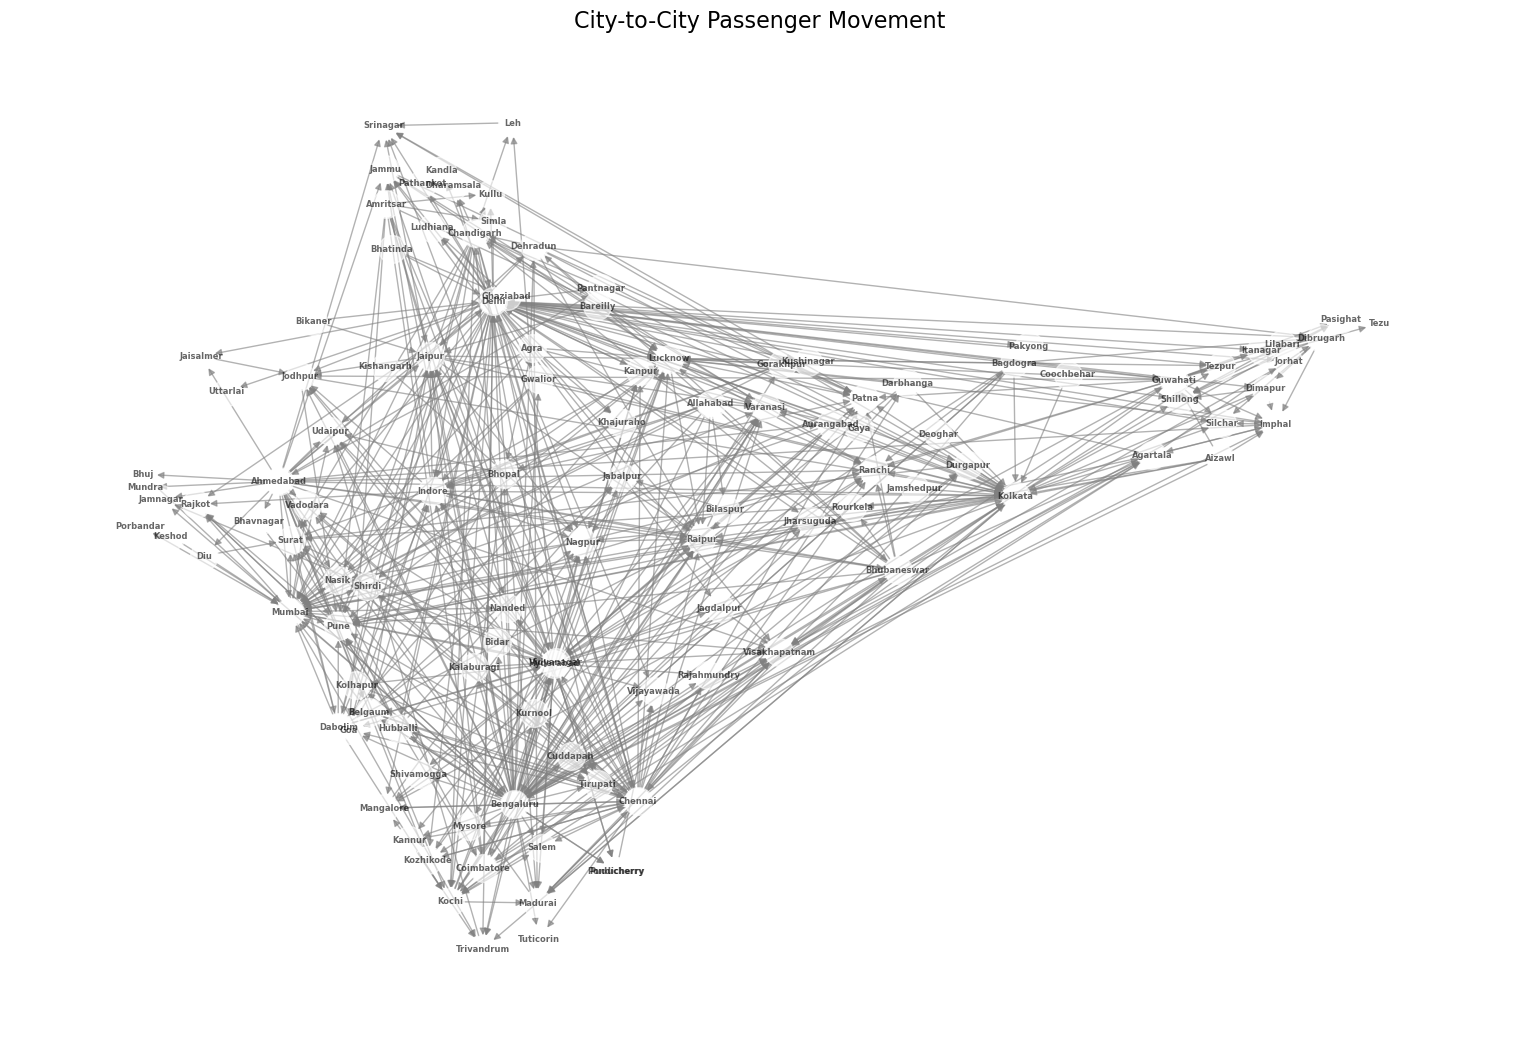 City-to-City Passenger Movement
Srinagar
Leh
Jammu
Kandla
Pathankot
Dharamsala
Kullu
Amritsar
Simla
Ludhiana
Chandigarh
Bhatinda
Dehradun
Pantnagar
Ghaziabad
Delhi
Bareilly
Bikaner
Pasighat
Tezu
Dibrugarh
Lilabari
Itanagar
Pakyong
Agra
Jaisalmer
Jaipur
Lucknow
Kushinagar
Gorakhpur
Bagdogra
Jorhat
Kishangarh
Tezpur
Kanpur
Coochbehar
Jodhpur
Gwalior
Guwahati
Darbhanga
Dimapur
Uttarlai
Patna
Shillong
Allahabad
Varanasi
Khajuraho
Aurangabad
Silchar
Imphal
Gaya
Udaipur
Deoghar
Agartala
Aizawl
Durgapur
Ranchi
Bhuj
Bhopal
Jabalpur
Ahmedabad
Mundra
Jamshedpur
Indore
Kolkata
Jamnagar
Rajkot
Vadodara
Rourkela
Bilaspur
Bhavnagar
Jharsuguda
Porbandar
Keshod
Surat
Raipur
Nagpur
Diu
Bhubaneswar
Nasik
Shirdi
Nanded
Jagdalpur
Mumbai
Pune
Bidar
Visakhapatnam
Kalaburagi
Rajahmundry
Kolhapur
Vijayawada
Belgaum
Kurnool
Dabolim
Goa
Hubballi
Cuddapah
Shivamogga
Tirupati
Chennai
Bengaluru
Mangalore
Mysore
Kannur
Salem
Kozhikode
Coimbatore
Puducherry
Kochi
Madurai
Tuticorin
Trivandrum